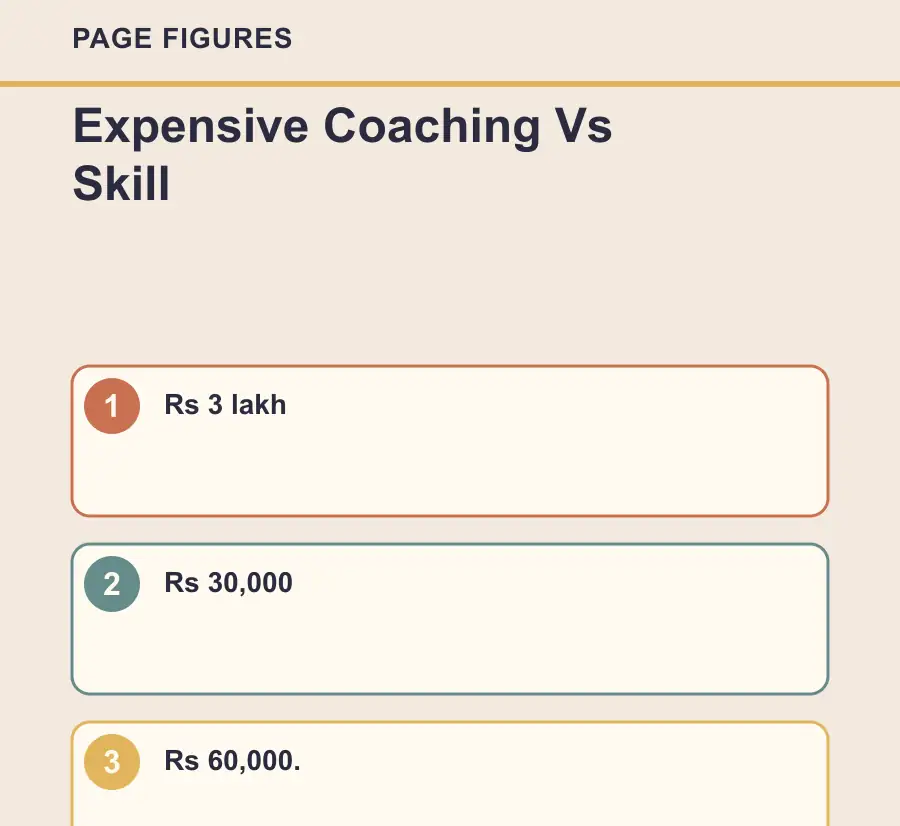 PAGE FIGURES
Expensive Coaching Vs
Skill
1
Rs 3 lakh
2
Rs 30,000
3
Rs 60,000.